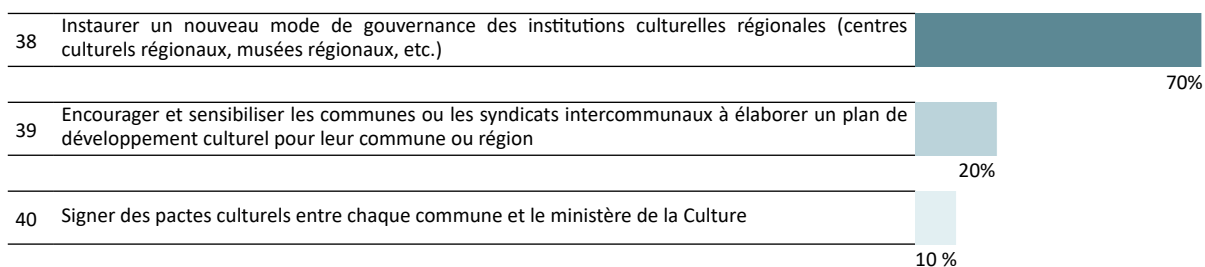 38 Instaurer un nouveau mode de gouvernance des institutions culturelles régionales (centres
culturels régionaux, musées régionaux, etc.)
70%
39 Encourager et sensibiliser les communes ou les syndicats intercommunaux à élaborer un plan de
développement culturel pour leur commune ou région
20%
40 Signer des pactes culturels entre chaque commune et le ministère de la Culture
10 %